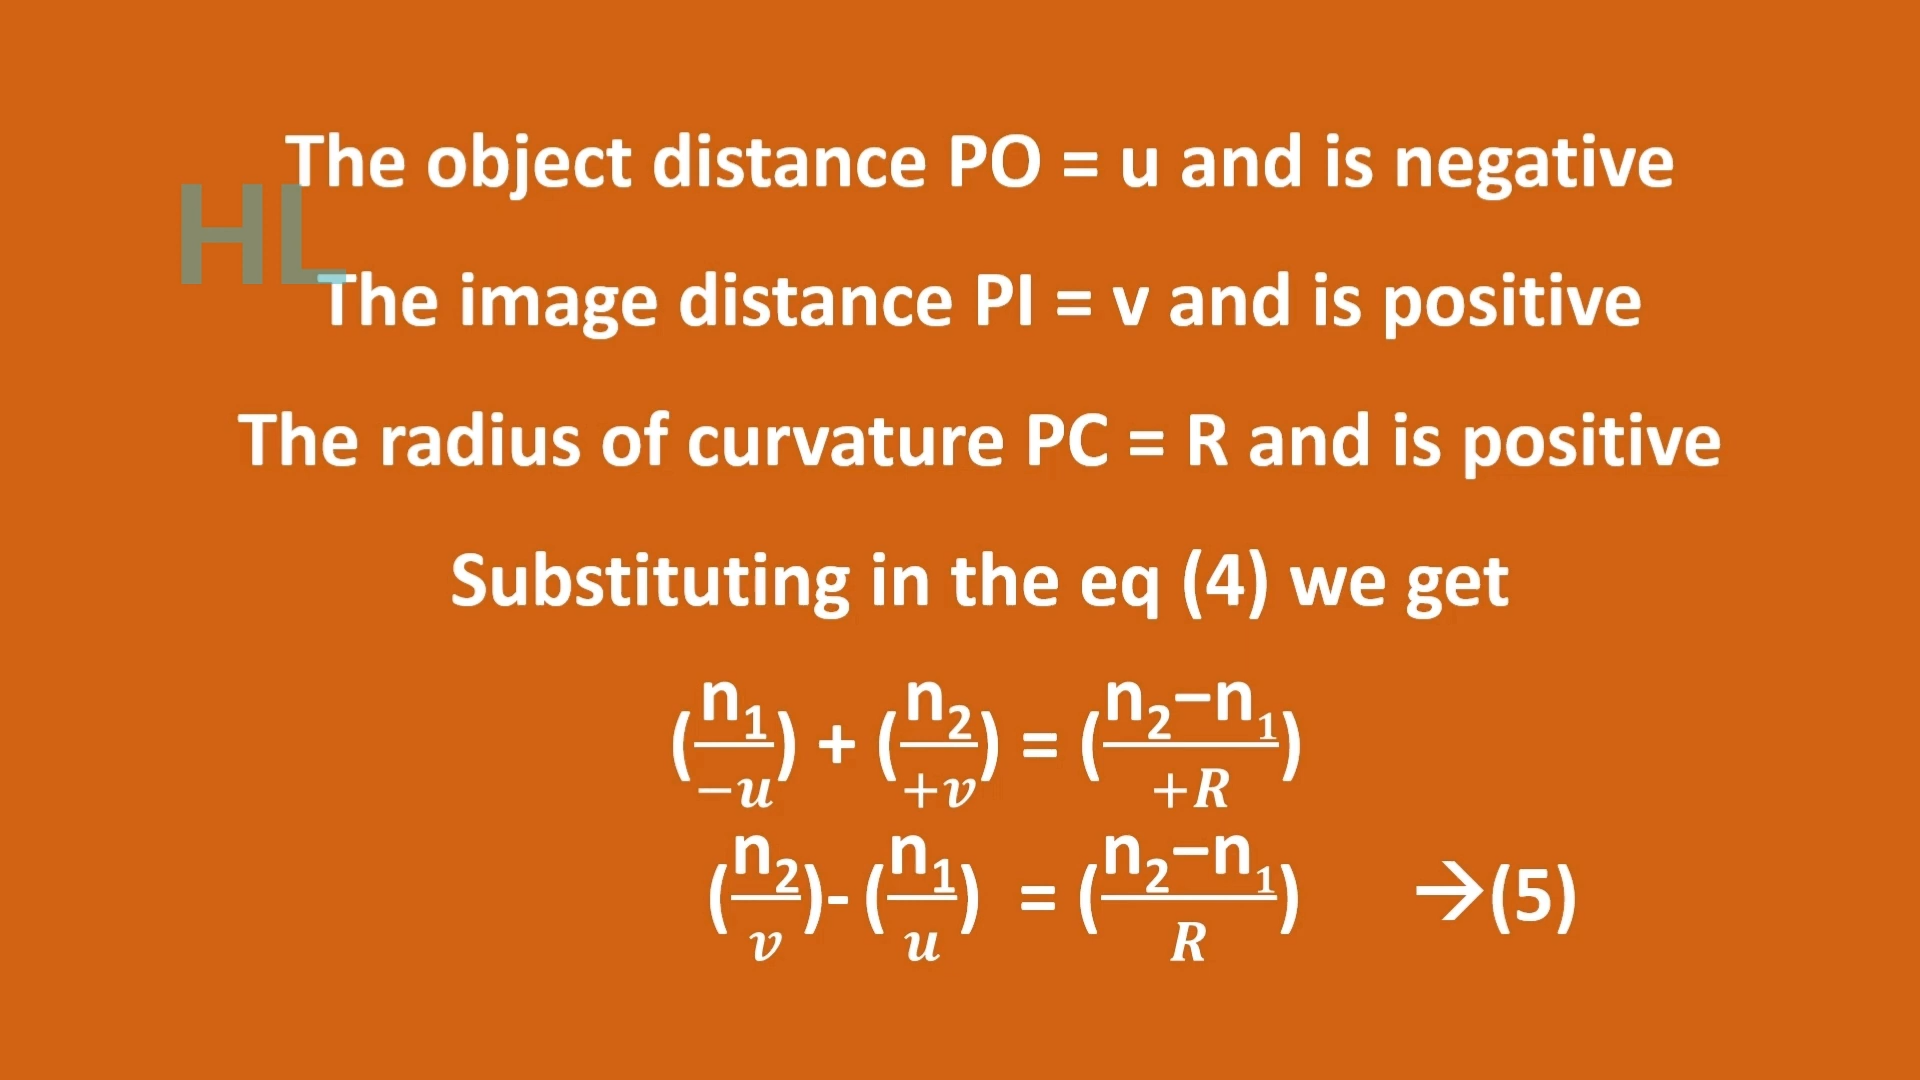 The object distance PO = u and is negative
HL
The image distance PI = v and is positive
The radius of curvature PC = R and is positive
Substituting in the eq (4) we get
(n₁/−u) + (n₂/+v) = (n₂−n₁/+R)
(n₂/v)- (n₁/u) = (n₂−n₁/R) →(5)